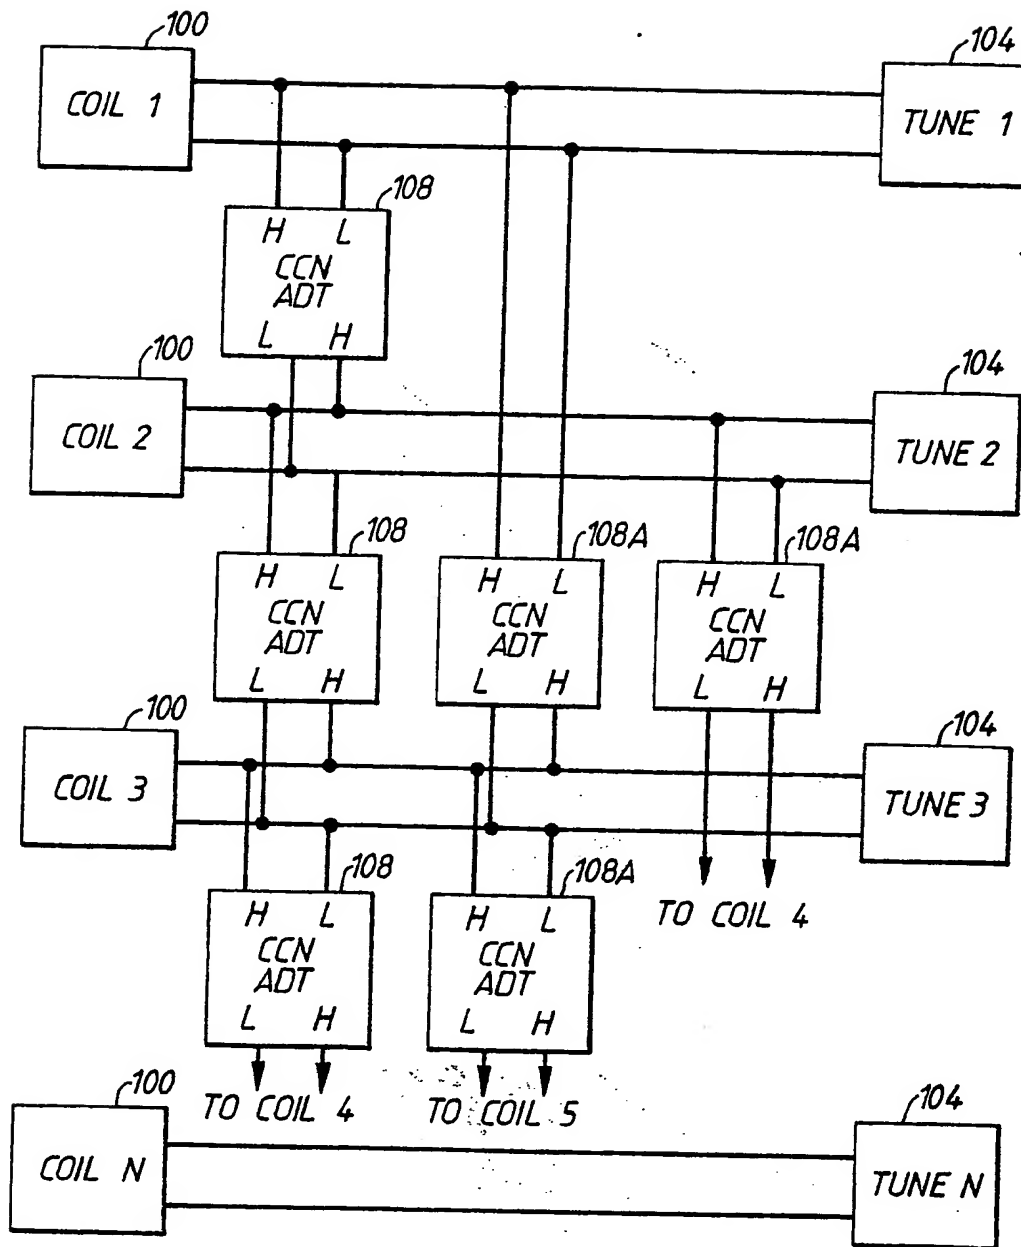 100
104
COIL 1
TUNE 1
108
H L
CCN
ADT
L H
100
104
COIL 2
TUNE 2
108
108A
108A
H L
CCN
ADT
L H
H L
CCN
ADT
L H
H L
CCN
ADT
L H
100
104
COIL 3
TUNE 3
108
108A
H L
CCN
ADT
L H
H L
CCN
ADT
L H
TO COIL 4
TO COIL 4
TO COIL 5
100
104
COIL N
TUNE N